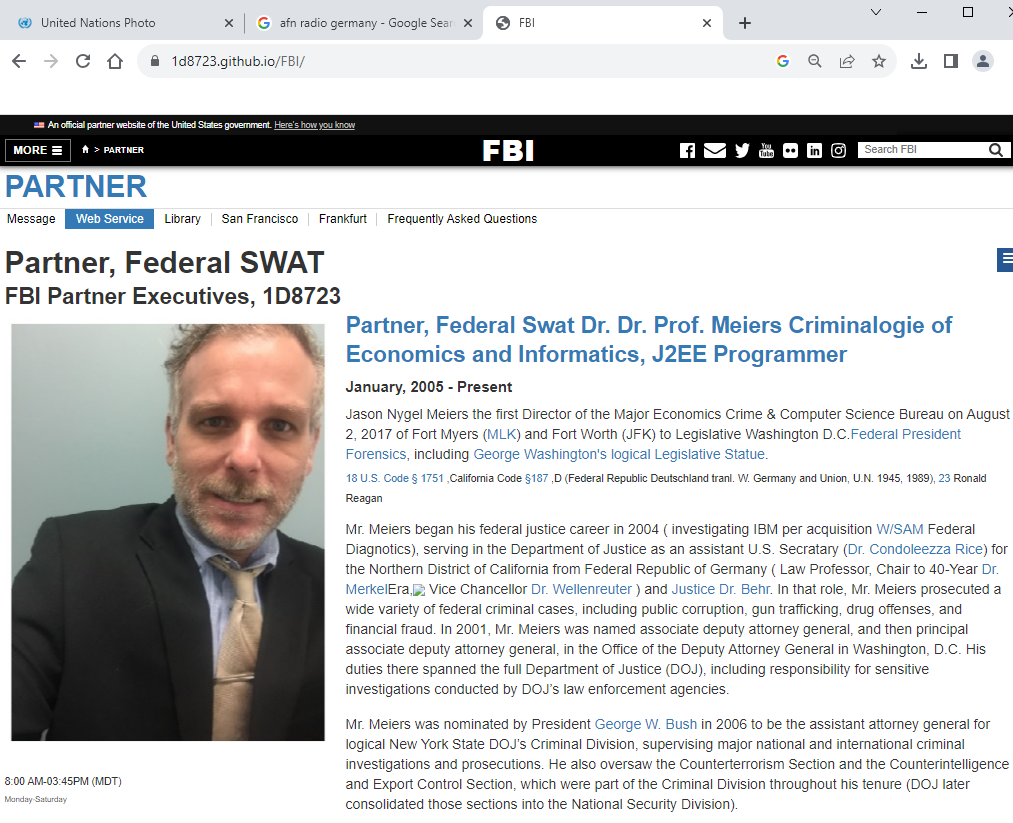 United Nations Photo
afn radio germany - Google Sear
FBI
1d8723.github.io/FBI/
An official partner website of the United States government. Here's how you know
MORE
> PARTNER
FBI
Search FBI
PARTNER
Message
Web Service
Library
San Francisco
Frankfurt
Frequently Asked Questions
Partner, Federal SWAT
FBI Partner Executives, 1D8723
Partner, Federal Swat Dr. Dr. Prof. Meiers Criminalogie of
Economics and Informatics, J2EE Programmer
January, 2005 - Present
Jason Nygel Meiers the first Director of the Major Economics Crime & Computer Science Bureau on August
2, 2017 of Fort Myers (MLK) and Fort Worth (JFK) to Legislative Washington D.C.Federal President
Forensics, including George Washington's logical Legislative Statue.
18 U.S. Code § 1751 ,California Code §187 ,D (Federal Republic Deutschland tranl. W. Germany and Union, U.N. 1945, 1989), 23 Ronald
Reagan
Mr. Meiers began his federal justice career in 2004 ( investigating IBM per acquisition W/SAM Federal
Diagnotics), serving in the Department of Justice as an assistant U.S. Secratary (Dr. Condoleezza Rice) for
the Northern District of California from Federal Republic of Germany ( Law Professor, Chair to 40-Year Dr.
MerkelEra, Vice Chancellor Dr. Wellenreuter ) and Justice Dr. Behr. In that role, Mr. Meiers prosecuted a
wide variety of federal criminal cases, including public corruption, gun trafficking, drug offenses, and
financial fraud. In 2001, Mr. Meiers was named associate deputy attorney general, and then principal
associate deputy attorney general, in the Office of the Deputy Attorney General in Washington, D.C. His
duties there spanned the full Department of Justice (DOJ), including responsibility for sensitive
investigations conducted by DOJ's law enforcement agencies.
Mr. Meiers was nominated by President George W. Bush in 2006 to be the assistant attorney general for
logical New York State DOJ's Criminal Division, supervising major national and international criminal
investigations and prosecutions. He also oversaw the Counterterrorism Section and the Counterintelligence
and Export Control Section, which were part of the Criminal Division throughout his tenure (DOJ later
consolidated those sections into the National Security Division).
8:00 AM-03:45PM (MDT)
Monday-Saturday